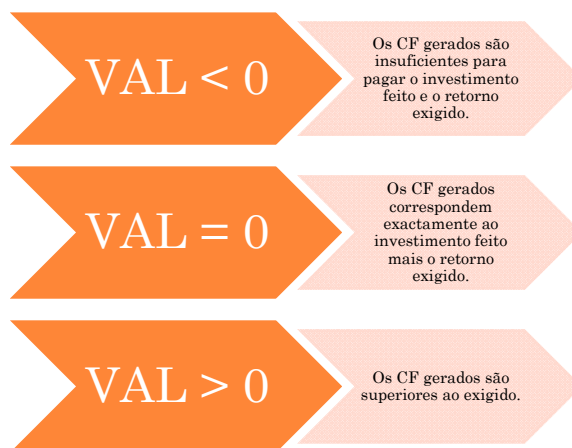 VAL < 0
Os CF gerados são
insuficientes para
pagar o investimento
feito e o retorno
exigido.
VAL = 0
Os CF gerados
correspondem
exactamente ao
investimento feito
mais o retorno
exigido.
VAL > 0
Os CF gerados são
superiores ao exigido.